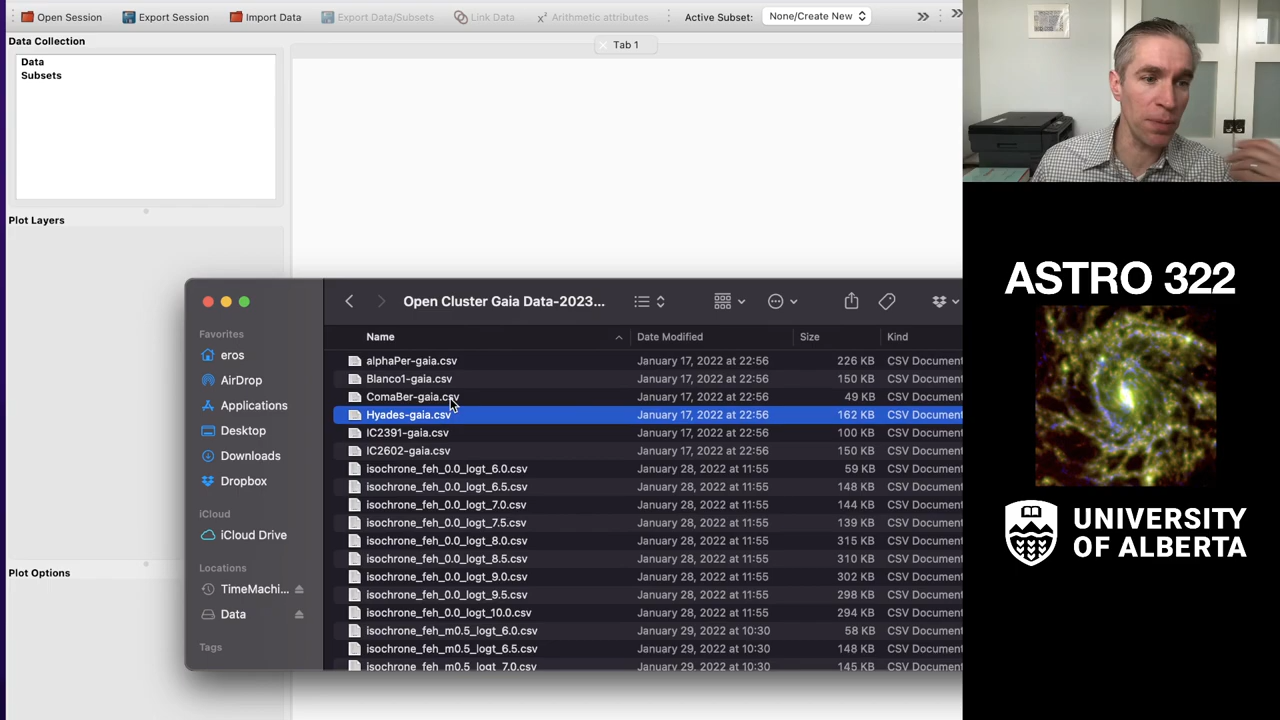 Open Session Export Session Import Data Export Data/Subsets Link Data x² Arithmetic attributes Active Subset: None/Create New
Data Collection
Tab 1
Data
Subsets
Plot Layers
Plot Options
Open Cluster Gaia Data-2023...
Favorites
eros
AirDrop
Applications
Desktop
Downloads
Dropbox
iCloud
iCloud Drive
Locations
TimeMachi...
Data
Tags
Name Date Modified Size Kind
alphaPer-gaia.csv January 17, 2022 at 22:56 226 KB CSV Document
Blanco1-gaia.csv January 17, 2022 at 22:56 150 KB CSV Document
ComaBer-gaia.csv January 17, 2022 at 22:56 49 KB CSV Document
Hyades-gaia.csv January 17, 2022 at 22:56 162 KB CSV Document
IC2391-gaia.csv January 17, 2022 at 22:56 100 KB CSV Document
IC2602-gaia.csv January 17, 2022 at 22:56 150 KB CSV Document
isochrone_feh_0.0_logt_6.0.csv January 28, 2022 at 11:55 59 KB CSV Document
isochrone_feh_0.0_logt_6.5.csv January 28, 2022 at 11:55 148 KB CSV Document
isochrone_feh_0.0_logt_7.0.csv January 28, 2022 at 11:55 144 KB CSV Document
isochrone_feh_0.0_logt_7.5.csv January 28, 2022 at 11:55 139 KB CSV Document
isochrone_feh_0.0_logt_8.0.csv January 28, 2022 at 11:55 315 KB CSV Document
isochrone_feh_0.0_logt_8.5.csv January 28, 2022 at 11:55 310 KB CSV Document
isochrone_feh_0.0_logt_9.0.csv January 28, 2022 at 11:55 302 KB CSV Document
isochrone_feh_0.0_logt_9.5.csv January 28, 2022 at 11:55 298 KB CSV Document
isochrone_feh_0.0_logt_10.0.csv January 28, 2022 at 11:55 294 KB CSV Document
isochrone_feh_m0.5_logt_6.0.csv January 29, 2022 at 10:30 58 KB CSV Document
isochrone_feh_m0.5_logt_6.5.csv January 29, 2022 at 10:30 148 KB CSV Document
isochrone_feh_m0.5_logt_7.0.csv January 29, 2022 at 10:30 145 KB CSV Document
ASTRO 322
UNIVERSITY
OF ALBERTA